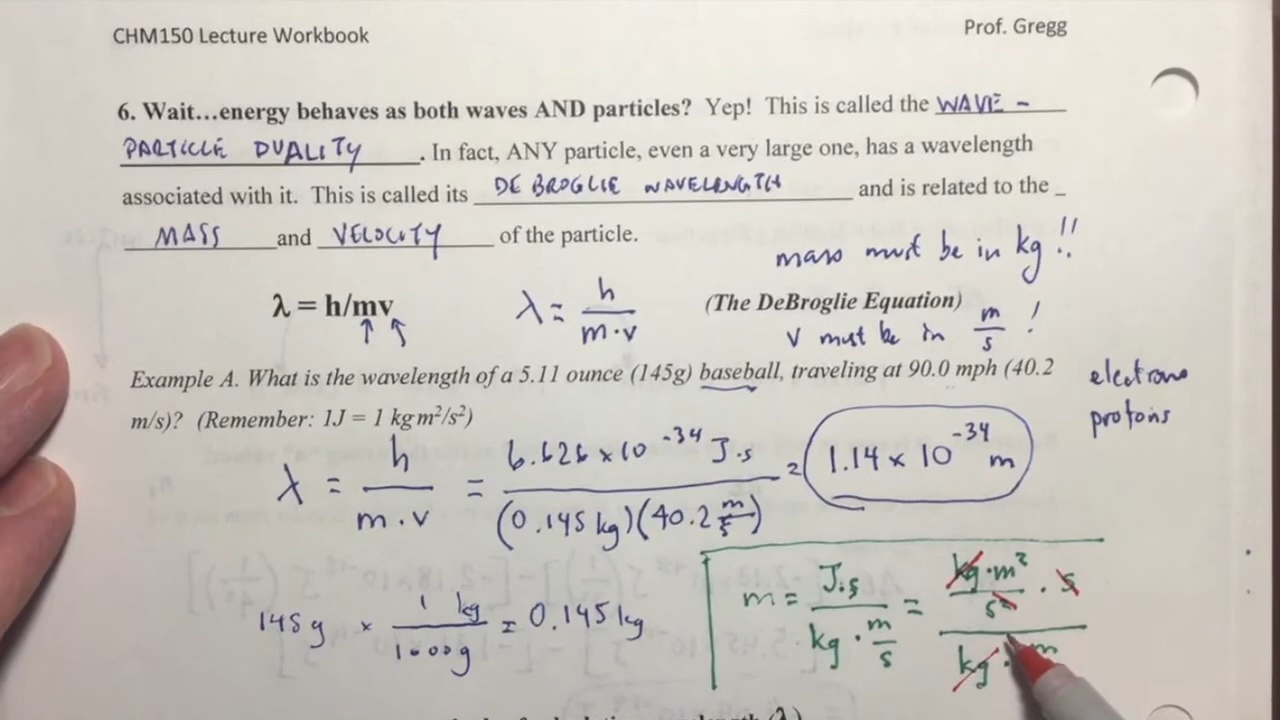 CHM150 Lecture Workbook
Prof. Gregg
6. Wait…energy behaves as both waves AND particles? Yep! This is called the WAVE -
PARTICLE DUALITY. In fact, ANY particle, even a very large one, has a wavelength
associated with it. This is called its DE BROGLIE WAVELENGTH and is related to the
MASS and VELOCITY of the particle.
mass must be in kg !!
λ = h/mv
λ = h / m·v
(The DeBroglie Equation)
v must be in m/s !
Example A. What is the wavelength of a 5.11 ounce (145g) baseball, traveling at 90.0 mph (40.2
m/s)? (Remember: 1J = 1 kg m²/s²)
electrons
protons
λ = h / m·v = 6.626 × 10⁻³⁴ J·s / (0.145 kg)(40.2 m/s) = 1.14 × 10⁻³⁴ m
145 g × 1 kg / 1000g = 0.145 kg
m = J·s / kg · m/s = kg·m²/s² · s / kg · m